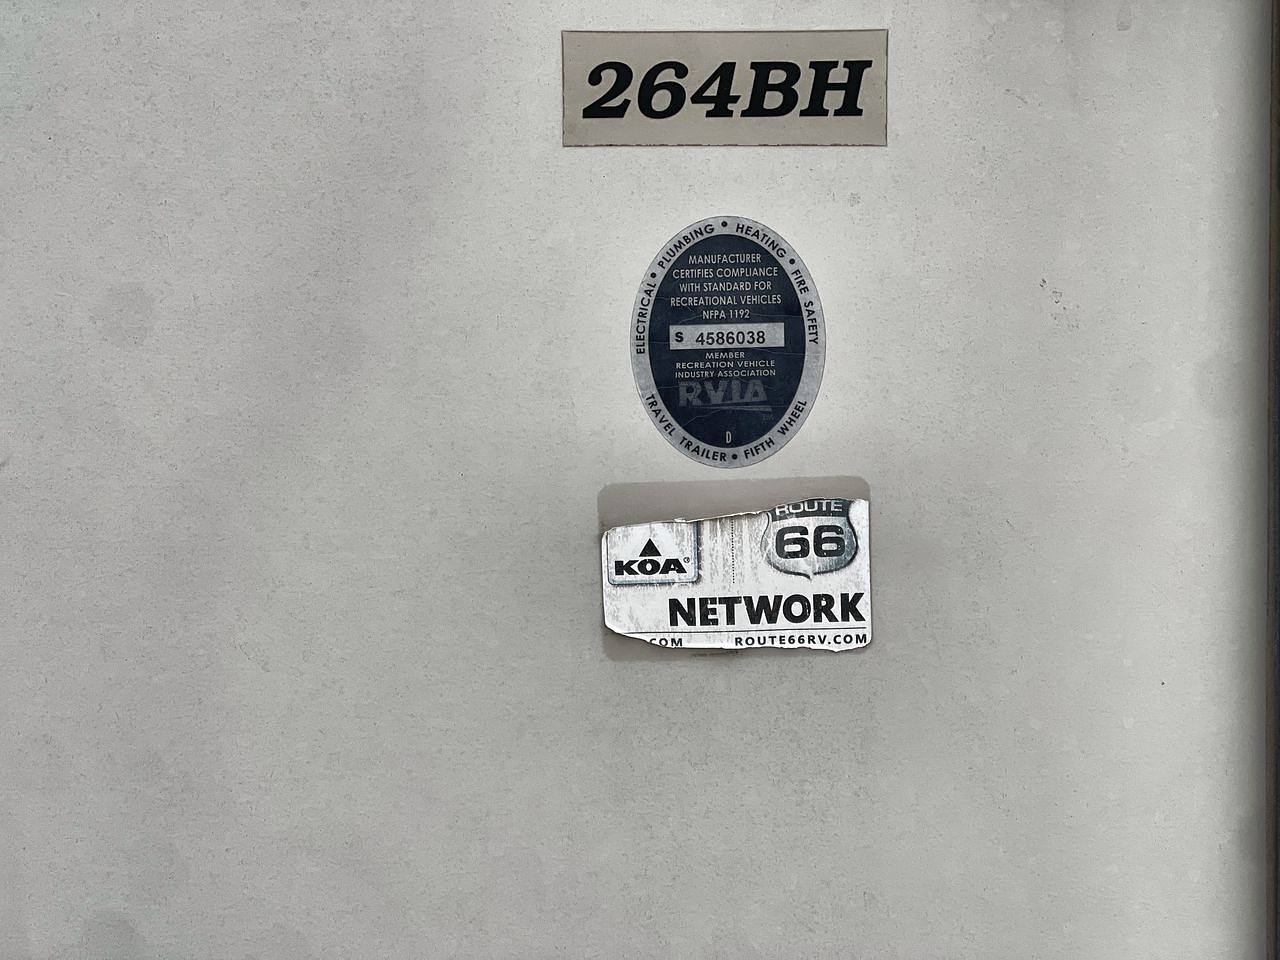 264BH
ELECTRICAL • PLUMBING • HEATING • FIRE SAFETY
MANUFACTURER
CERTIFIES COMPLIANCE
WITH STANDARD FOR
RECREATIONAL VEHICLES
NFPA 1192
S 4586038
MEMBER
RECREATION VEHICLE
INDUSTRY ASSOCIATION
RVIA
D
TRAVEL TRAILER • FIFTH WHEEL
ROUTE
66
KOA®
NETWORK
.COM ROUTE66RV.COM